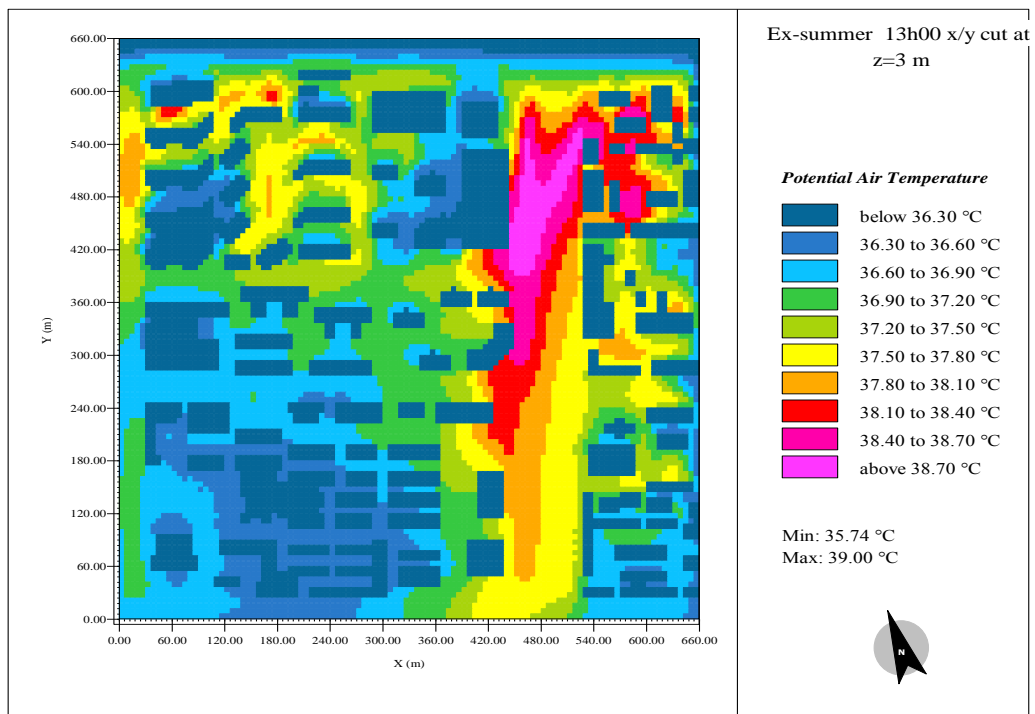 Ex-summer 13h00 x/y cut at
z=3 m
660.00
600.00
540.00
480.00
420.00
360.00
300.00
240.00
180.00
120.00
60.00
0.00
Y (m)
0.00 60.00 120.00 180.00 240.00 300.00 360.00 420.00 480.00 540.00 600.00 660.00
X (m)
Potential Air Temperature
below 36.30 °C
36.30 to 36.60 °C
36.60 to 36.90 °C
36.90 to 37.20 °C
37.20 to 37.50 °C
37.50 to 37.80 °C
37.80 to 38.10 °C
38.10 to 38.40 °C
38.40 to 38.70 °C
above 38.70 °C
Min: 35.74 °C
Max: 39.00 °C
N